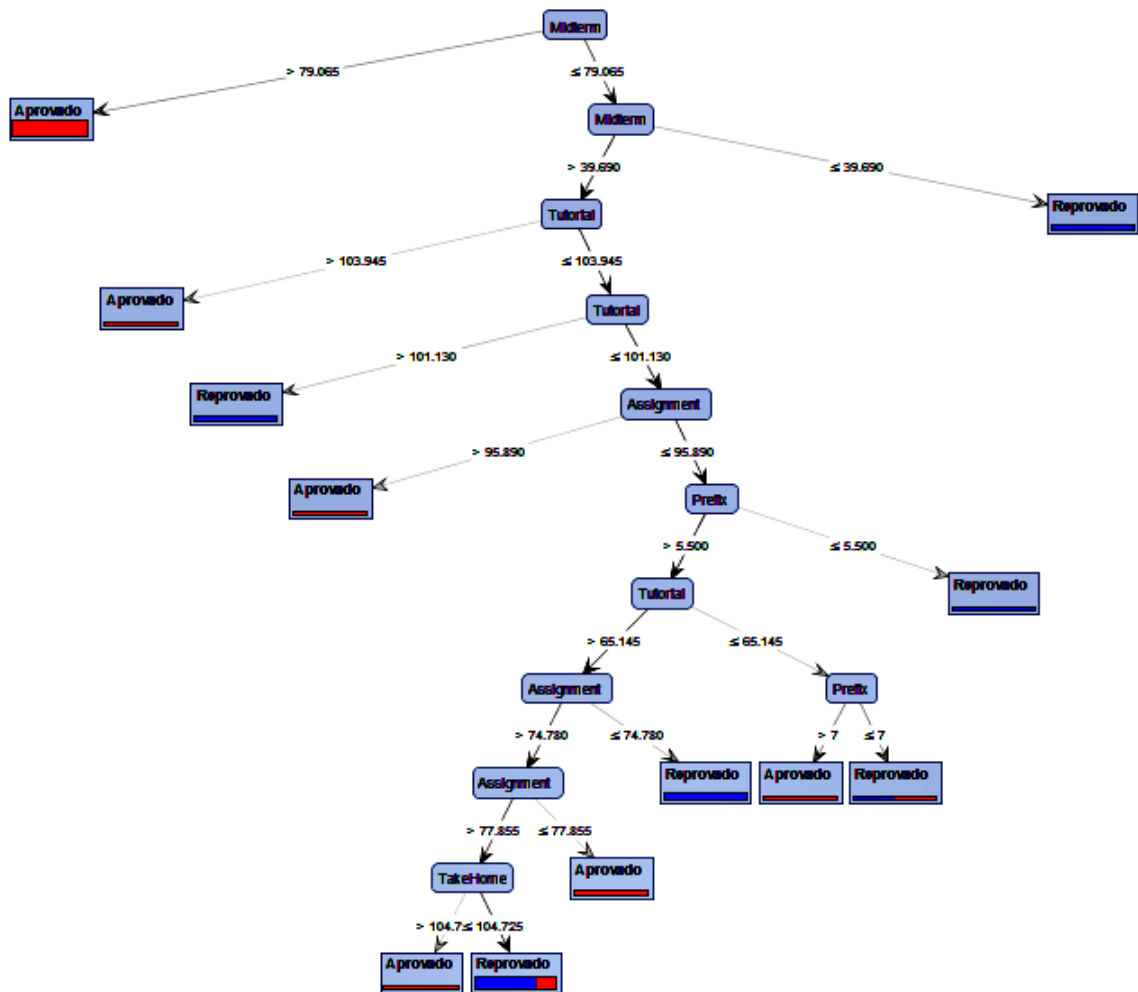 Midterm
> 79.065
≤ 79.065
Aprovado
Midterm
> 39.690
≤ 39.690
Tutorial
Reprovado
> 103.945
≤ 103.945
Aprovado
Tutorial
> 101.130
≤ 101.130
Reprovado
Assignment
> 95.890
≤ 95.890
Aprovado
Prefix
> 5.500
≤ 5.500
Tutorial
Reprovado
> 65.145
≤ 65.145
Assignment
Prefix
> 74.780
≤ 74.780
> 7
≤ 7
Assignment
Reprovado
Aprovado
Reprovado
> 77.855
≤ 77.855
TakeHome
Aprovado
> 104.7
≤ 104.725
Aprovado
Reprovado